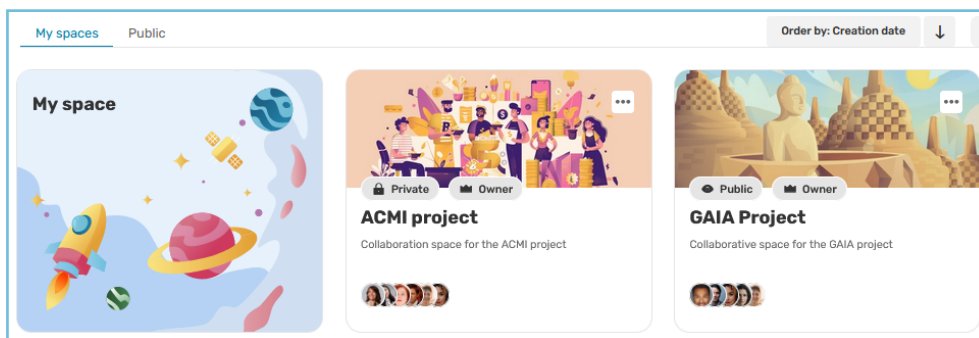 My spaces
Public
Order by: Creation date
My space
Private
Owner
ACMI project
Collaboration space for the ACMI project
Public
Owner
GAIA Project
Collaborative space for the GAIA project